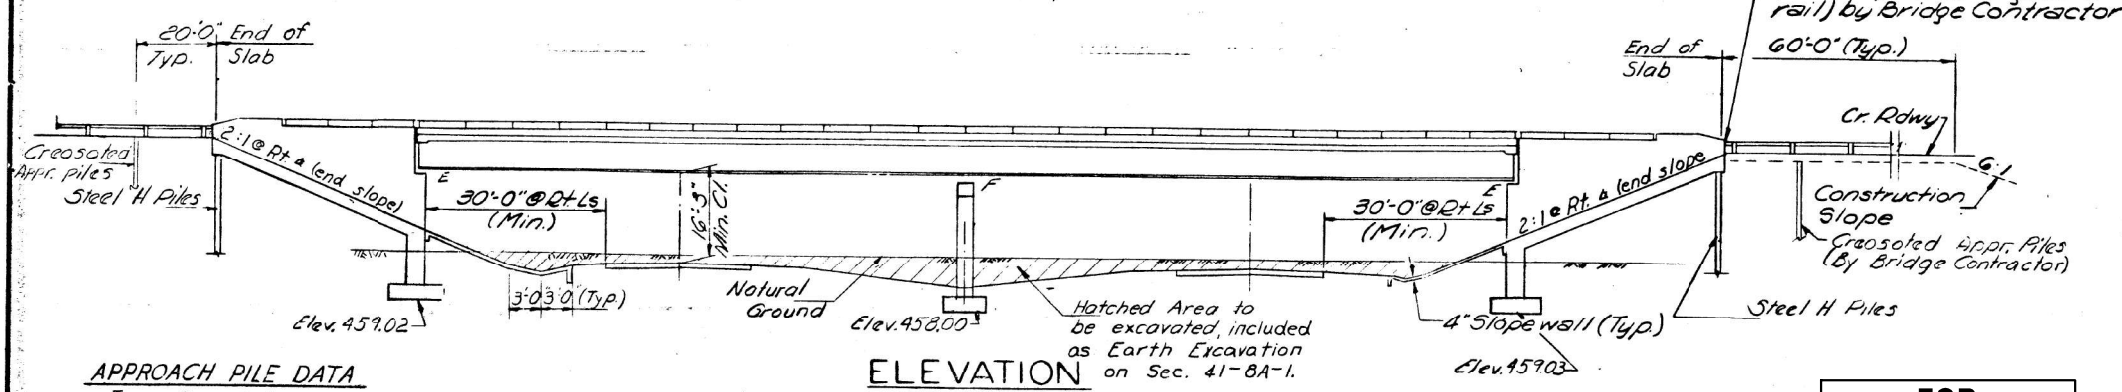 rail) by Bridge Contractor
20'-0" End of
Typ. Slab
End of
Slab
60'-0" (Typ.)
Cr. Rdwy
6:1
2:1 @ Rt. ∠ (end slope)
Creosoted
Appr. Piles
Steel H Piles
E
30'-0" @ Rt Ls
(Min.)
16'-3"
Min. Cl.
F
30'-0" @ Rt Ls
(Min.)
E
2:1 @ Rt. ∠ (end slope
Construction
Slope
Creosoted Appr. Piles
(By Bridge Contractor)
3'-0" 3'-0" (Typ.)
Natural
Ground
Elev. 459.02
Elev. 458.00
Hatched Area to
be excavated, included
as Earth Excavation
on Sec. 41-8A-1.
4" Slopewall (Typ.)
Elev. 459.03
Steel H Piles
APPROACH PILE DATA
ELEVATION